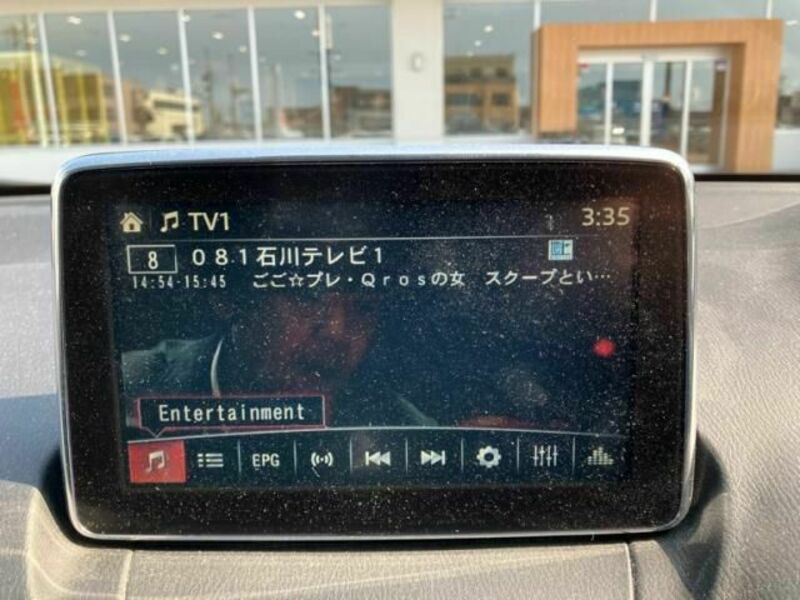 TV1 3:35
8 081石川テレビ1
14:54-15:45 ごご☆プレ・Qrosの女 スクープとい…
Entertainment
EPG